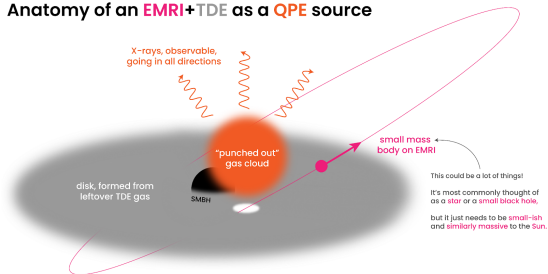 Anatomy of an EMRI+TDE as a QPE source
X-rays, observable,
going in all directions
"punched out"
gas cloud
small mass
body on EMRI
disk, formed from
leftover TDE gas
SMBH
This could be a lot of things!
It's most commonly thought of
as a star or a small black hole,
but it just needs to be small-ish
and similarly massive to the Sun.